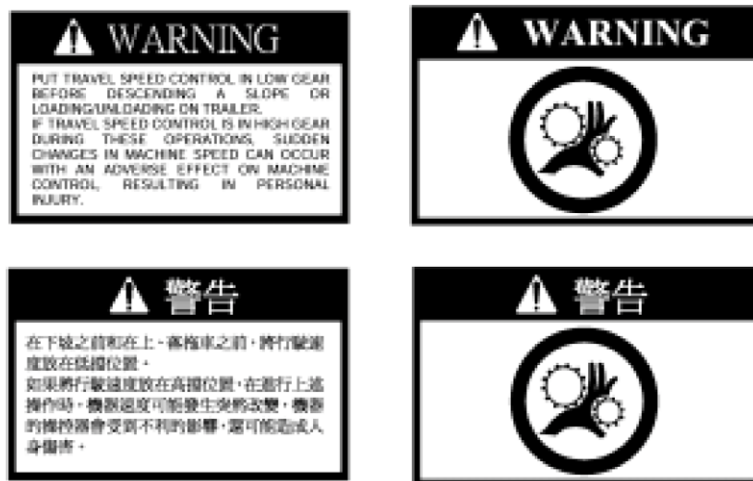 WARNING
PUT TRAVEL SPEED CONTROL IN LOW GEAR
BEFORE DESCENDING A SLOPE OR
LOADING/UNLOADING ON TRAILER.
IF TRAVEL SPEED CONTROL IS IN HIGH GEAR
DURING THESE OPERATIONS, SUDDEN
CHANGES IN MACHINE SPEED CAN OCCUR
WITH AN ADVERSE EFFECT ON MACHINE
CONTROL, RESULTING IN PERSONAL
INJURY.
WARNING
警告
在下坡之前和在上、落拖車之前，將行駛速
度放在低擋位置。
如果將行駛速度放在高擋位置，在進行上述
操作時，機器速度可能發生突然改變，機器
的操控器會受到不利的影響，還可能造成人
身傷害。
警告